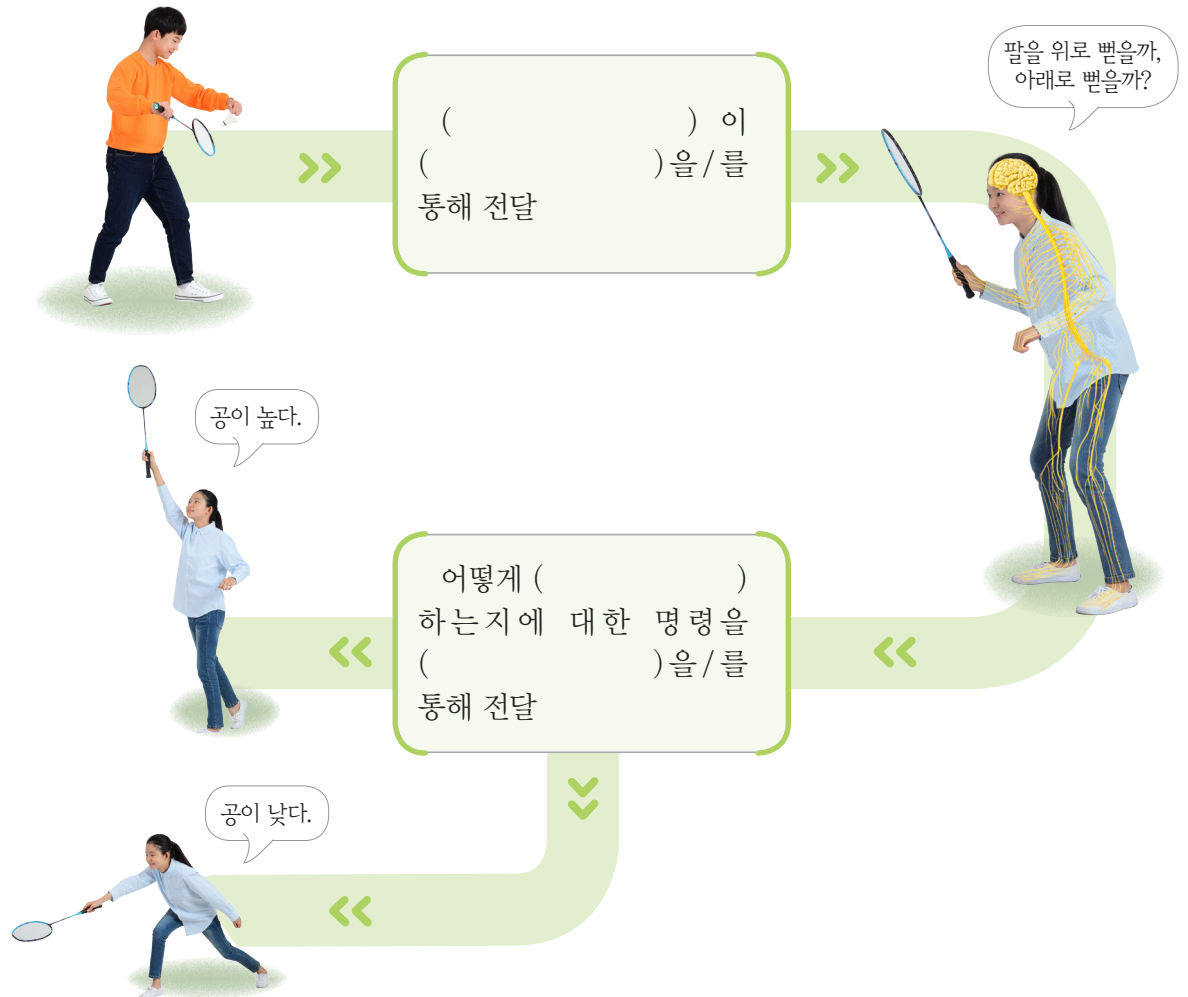 팔을 위로 뻗을까,
아래로 뻗을까?
( ) 이
( )을/를
통해 전달
공이 높다.
어떻게 ( )
하는지에 대한 명령을
( )을/를
통해 전달
공이 낮다.